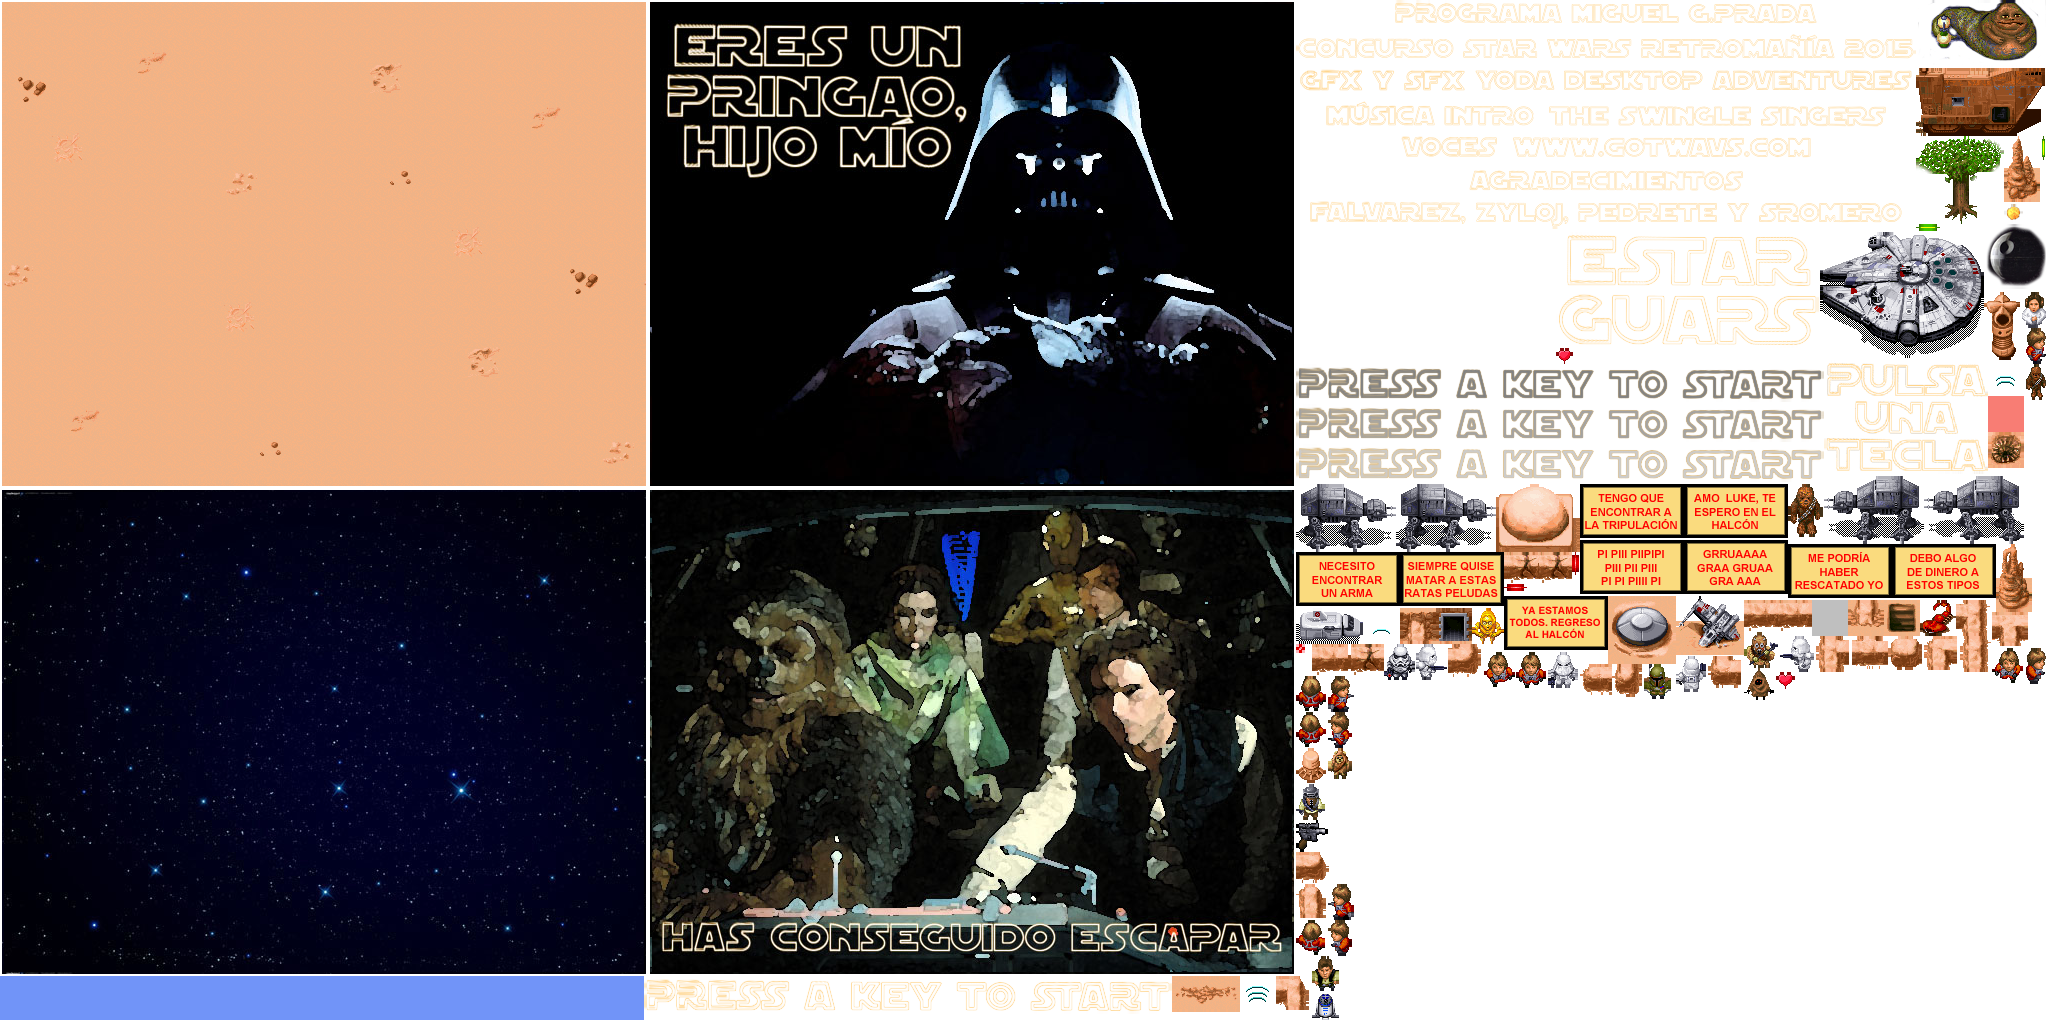 ERES UN
PRINGAO,
HIJO MÍO
PROGRAMA MIGUEL G.PRADA
CONCURSO STAR WARS RETROMAÑÍA 2015
GFX Y SFX YODA DESKTOP ADVENTURES
MÚSICA INTRO THE SWINGLE SINGERS
VOCES WWW.GOTWAVS.COM
AGRADECIMIENTOS
FALVAREZ, ZYLOJ, PEDRETE Y SROMERO
ESTAR
GUARS
PRESS A KEY TO START
PRESS A KEY TO START
PRESS A KEY TO START
PULSA
UNA
TECLA
TENGO QUE
ENCONTRAR A
LA TRIPULACIÓN
AMO LUKE, TE
ESPERO EN EL
HALCÓN
NECESITO
ENCONTRAR
UN ARMA
SIEMPRE QUISE
MATAR A ESTAS
RATAS PELUDAS
PI PIII PIIPIPI
PIII PII PIII
PI PI PIIII PI
GRRUAAAA
GRAA GRUAA
GRA AAA
ME PODRÍA
HABER
RESCATADO YO
DEBO ALGO
DE DINERO A
ESTOS TIPOS
YA ESTAMOS
TODOS. REGRESO
AL HALCÓN
HAS CONSEGUIDO ESCAPAR
PRESS A KEY TO START